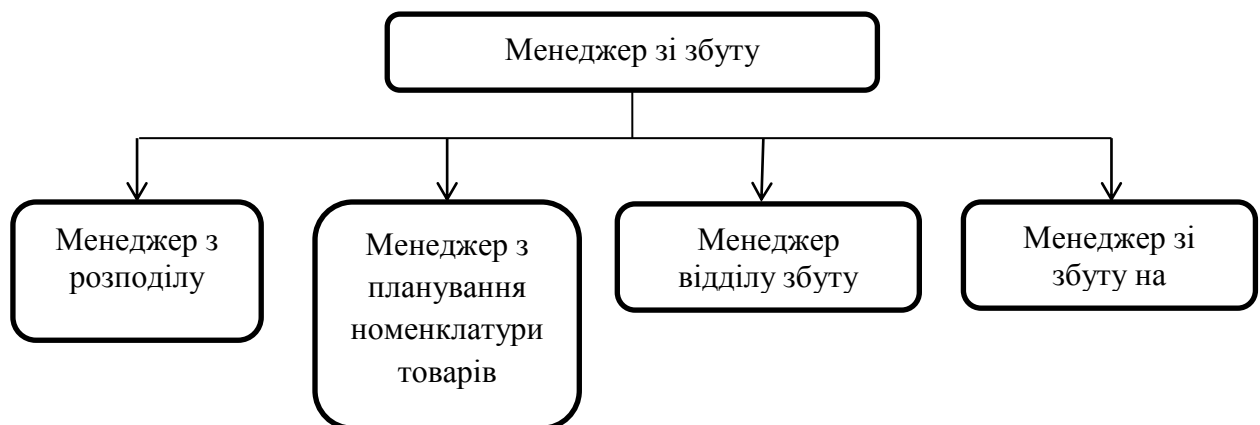 Менеджер зі збуту
Менеджер з
розподілу
Менеджер з
планування
номенклатури
товарів
Менеджер
відділу збуту
Менеджер зі
збуту на